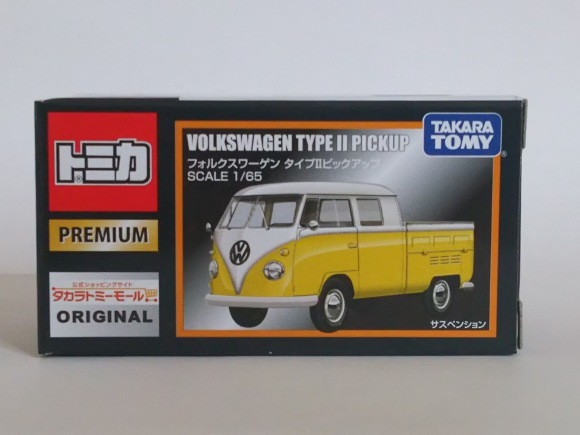 トミカ
PREMIUM
公式ショッピングサイト
タカラトミーモール
ORIGINAL
VOLKSWAGEN TYPE II PICKUP
フォルクスワーゲン タイプIIピックアップ
SCALE 1/65
TAKARA
TOMY
サスペンション